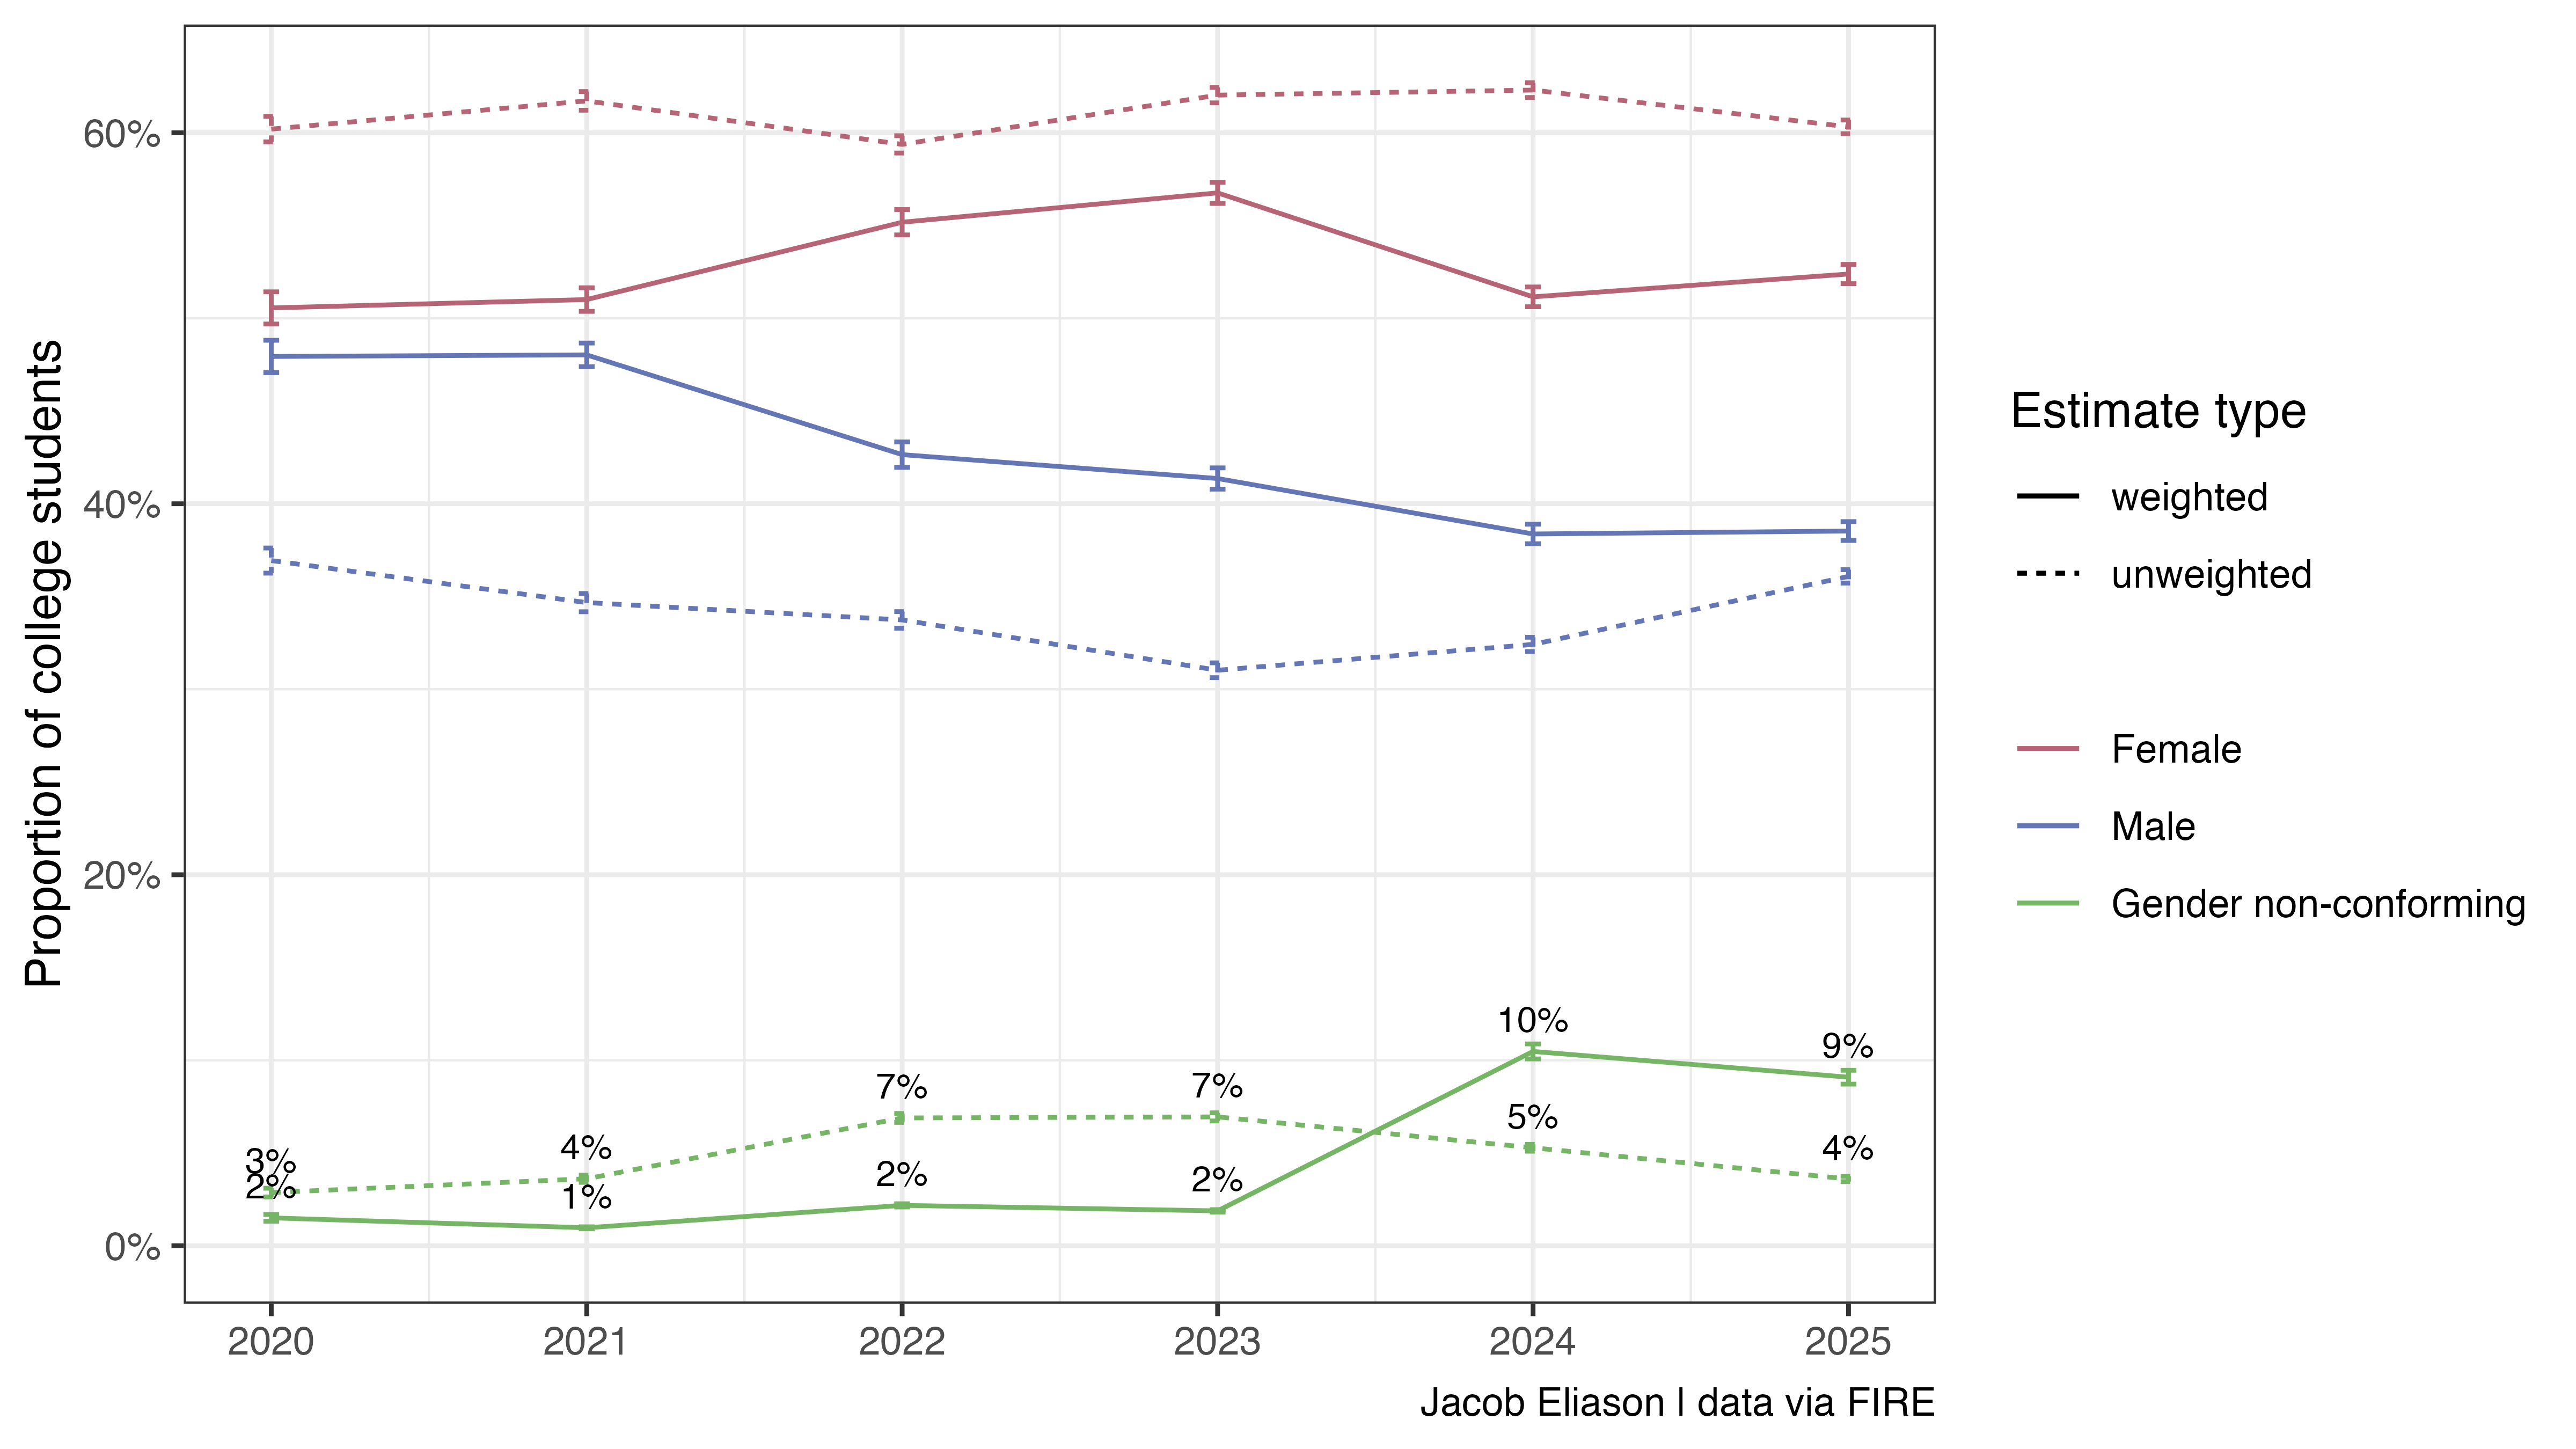 Proportion of college students
60%
40%
20%
0%
3%
2%
4%
1%
7%
2%
7%
2%
10%
5%
9%
4%
2020 2021 2022 2023 2024 2025
Jacob Eliason | data via FIRE
Estimate type
weighted
unweighted
Female
Male
Gender non-conforming